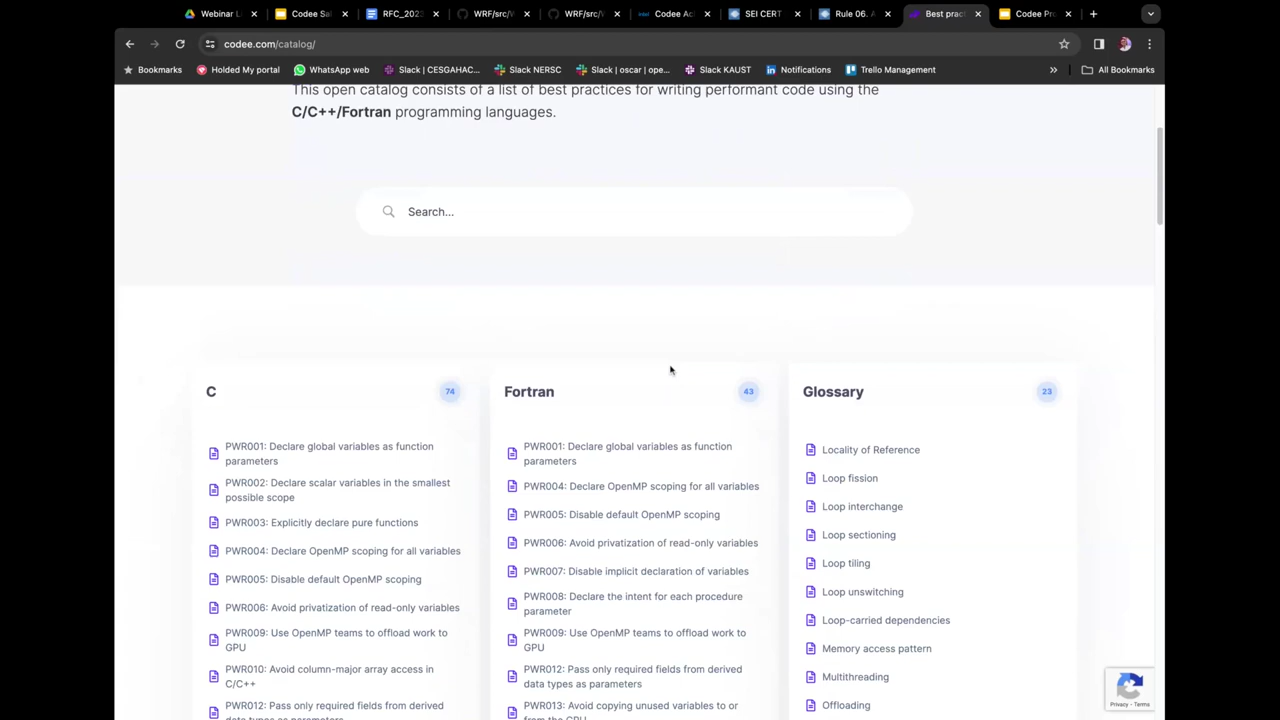 Webinar Li
Codee Sal
RFC_2023
WRF/src/
WRF/src/
Codee Ac
SEI CERT
Rule 06. A
Best pract
Codee Pr
codee.com/catalog/
Bookmarks
Holded My portal
WhatsApp web
Slack | CESGAHAC...
Slack NERSC
Slack | oscar | ope...
Slack KAUST
Notifications
Trello Management
»
All Bookmarks
This open catalog consists of a list of best practices for writing performant code using the
C/C++/Fortran programming languages.
Search...
C
74
PWR001: Declare global variables as function
parameters
PWR002: Declare scalar variables in the smallest
possible scope
PWR003: Explicitly declare pure functions
PWR004: Declare OpenMP scoping for all variables
PWR005: Disable default OpenMP scoping
PWR006: Avoid privatization of read-only variables
PWR009: Use OpenMP teams to offload work to
GPU
PWR010: Avoid column-major array access in
C/C++
PWR012: Pass only required fields from derived
data types as parameters
Fortran
43
PWR001: Declare global variables as function
parameters
PWR004: Declare OpenMP scoping for all variables
PWR005: Disable default OpenMP scoping
PWR006: Avoid privatization of read-only variables
PWR007: Disable implicit declaration of variables
PWR008: Declare the intent for each procedure
parameter
PWR009: Use OpenMP teams to offload work to
GPU
PWR012: Pass only required fields from derived
data types as parameters
PWR013: Avoid copying unused variables to or
from the GPU
Glossary
23
Locality of Reference
Loop fission
Loop interchange
Loop sectioning
Loop tiling
Loop unswitching
Loop-carried dependencies
Memory access pattern
Multithreading
Offloading
Privacy - Terms